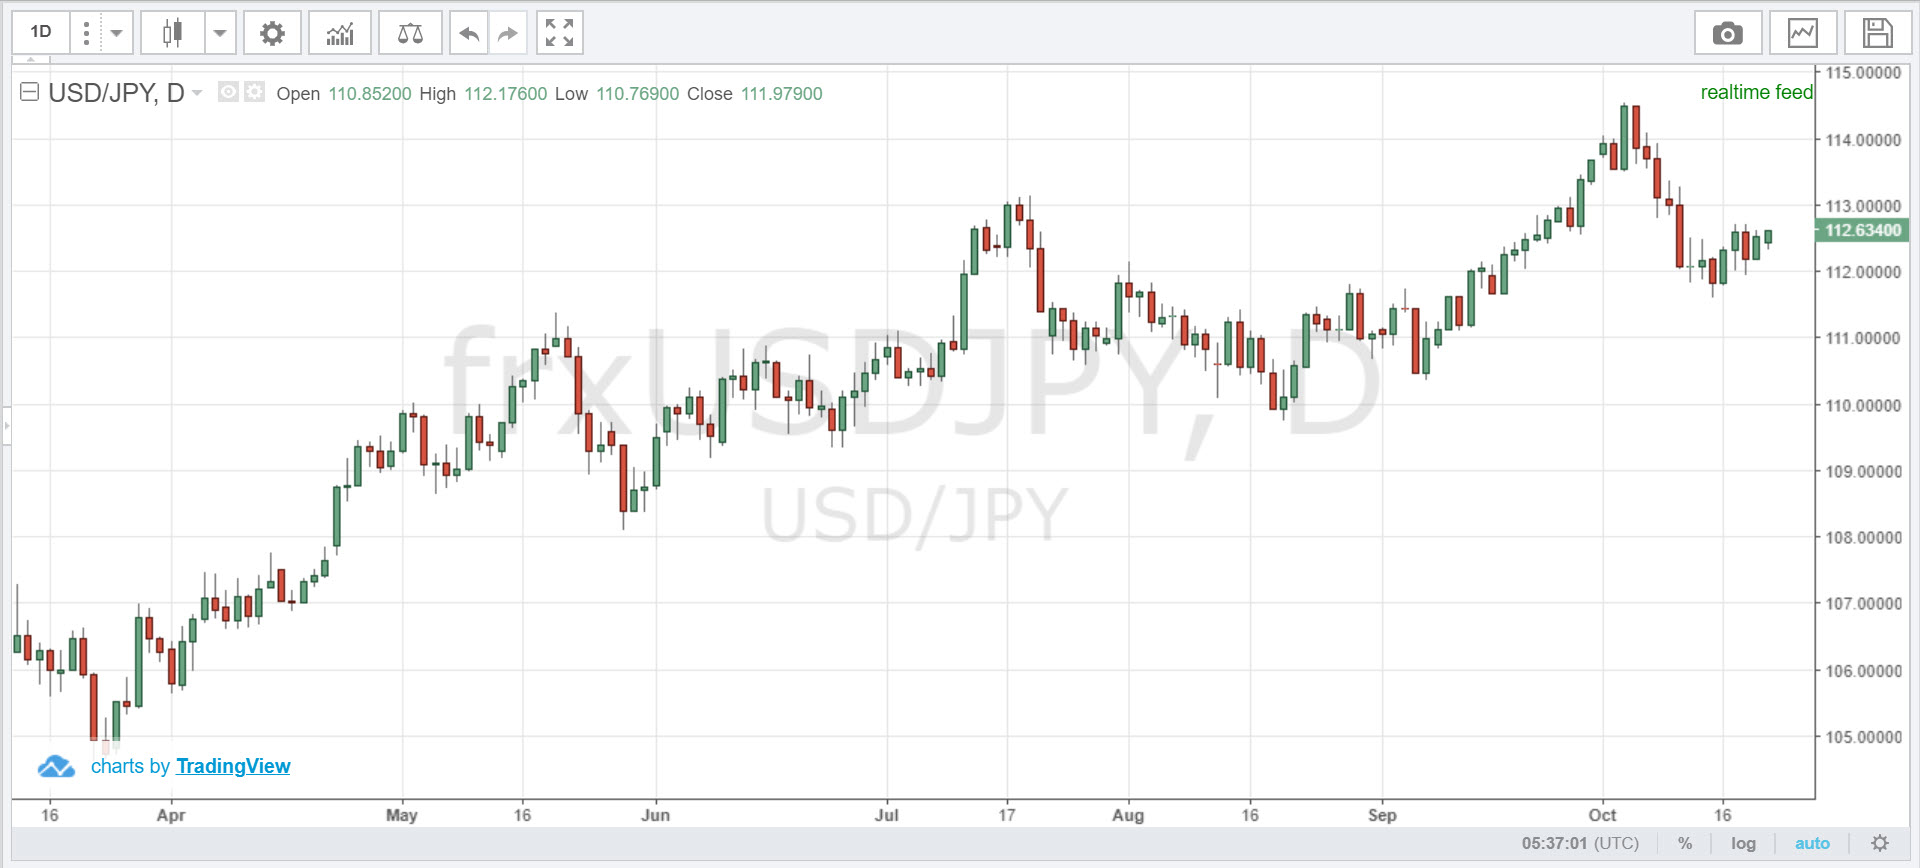 1D
USD/JPY, D Open 110.85200 High 112.17600 Low 110.76900 Close 111.97900
realtime feed
115.00000
114.00000
113.00000
112.63400
112.00000
111.00000
110.00000
109.00000
108.00000
107.00000
106.00000
105.00000
frxUSDJPY, D
USD/JPY
charts by TradingView
16 Apr May 16 Jun Jul 17 Aug 16 Sep Oct 16
05:37:01 (UTC) % log auto